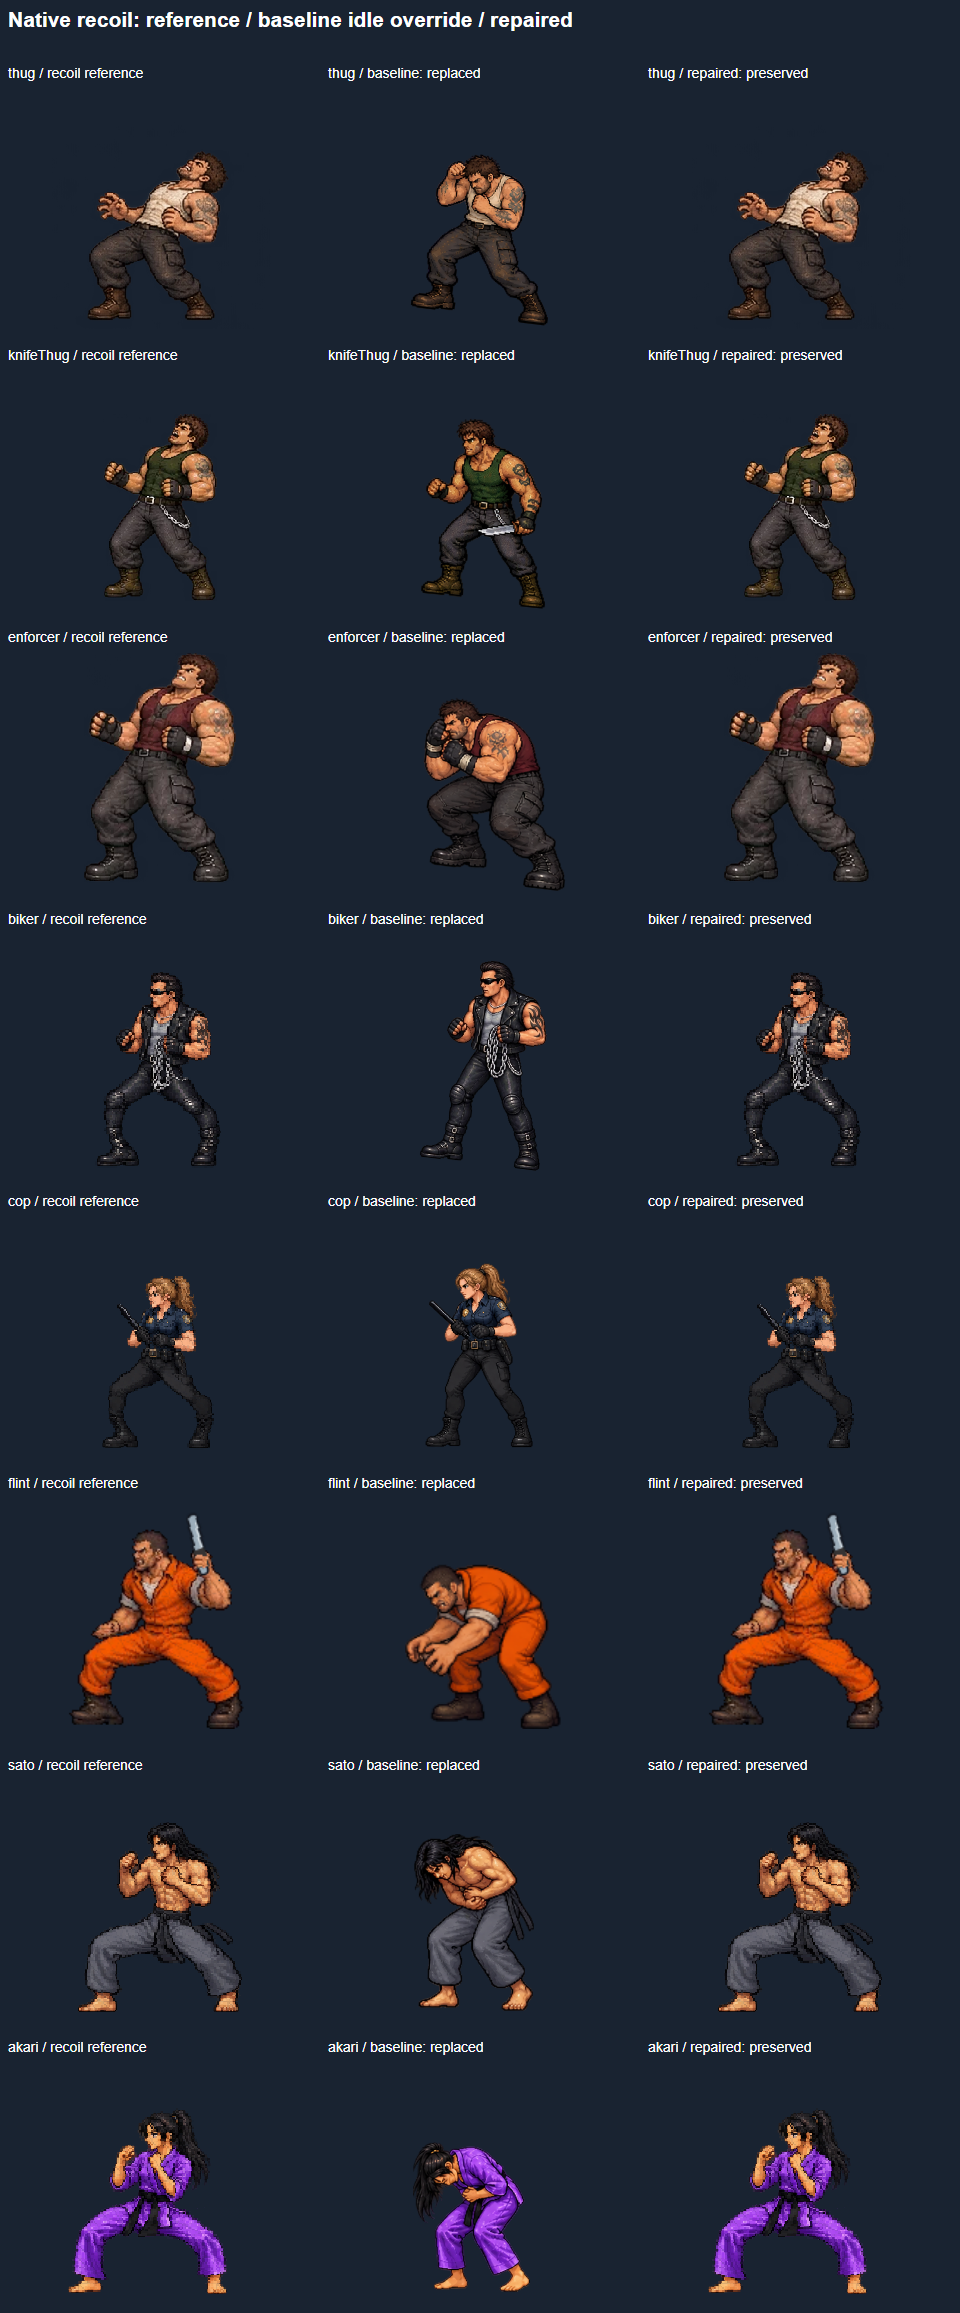 Native recoil: reference / baseline idle override / repaired
thug / recoil reference
thug / baseline: replaced
thug / repaired: preserved
knifeThug / recoil reference
knifeThug / baseline: replaced
knifeThug / repaired: preserved
enforcer / recoil reference
enforcer / baseline: replaced
enforcer / repaired: preserved
biker / recoil reference
biker / baseline: replaced
biker / repaired: preserved
cop / recoil reference
cop / baseline: replaced
cop / repaired: preserved
flint / recoil reference
flint / baseline: replaced
flint / repaired: preserved
sato / recoil reference
sato / baseline: replaced
sato / repaired: preserved
akari / recoil reference
akari / baseline: replaced
akari / repaired: preserved